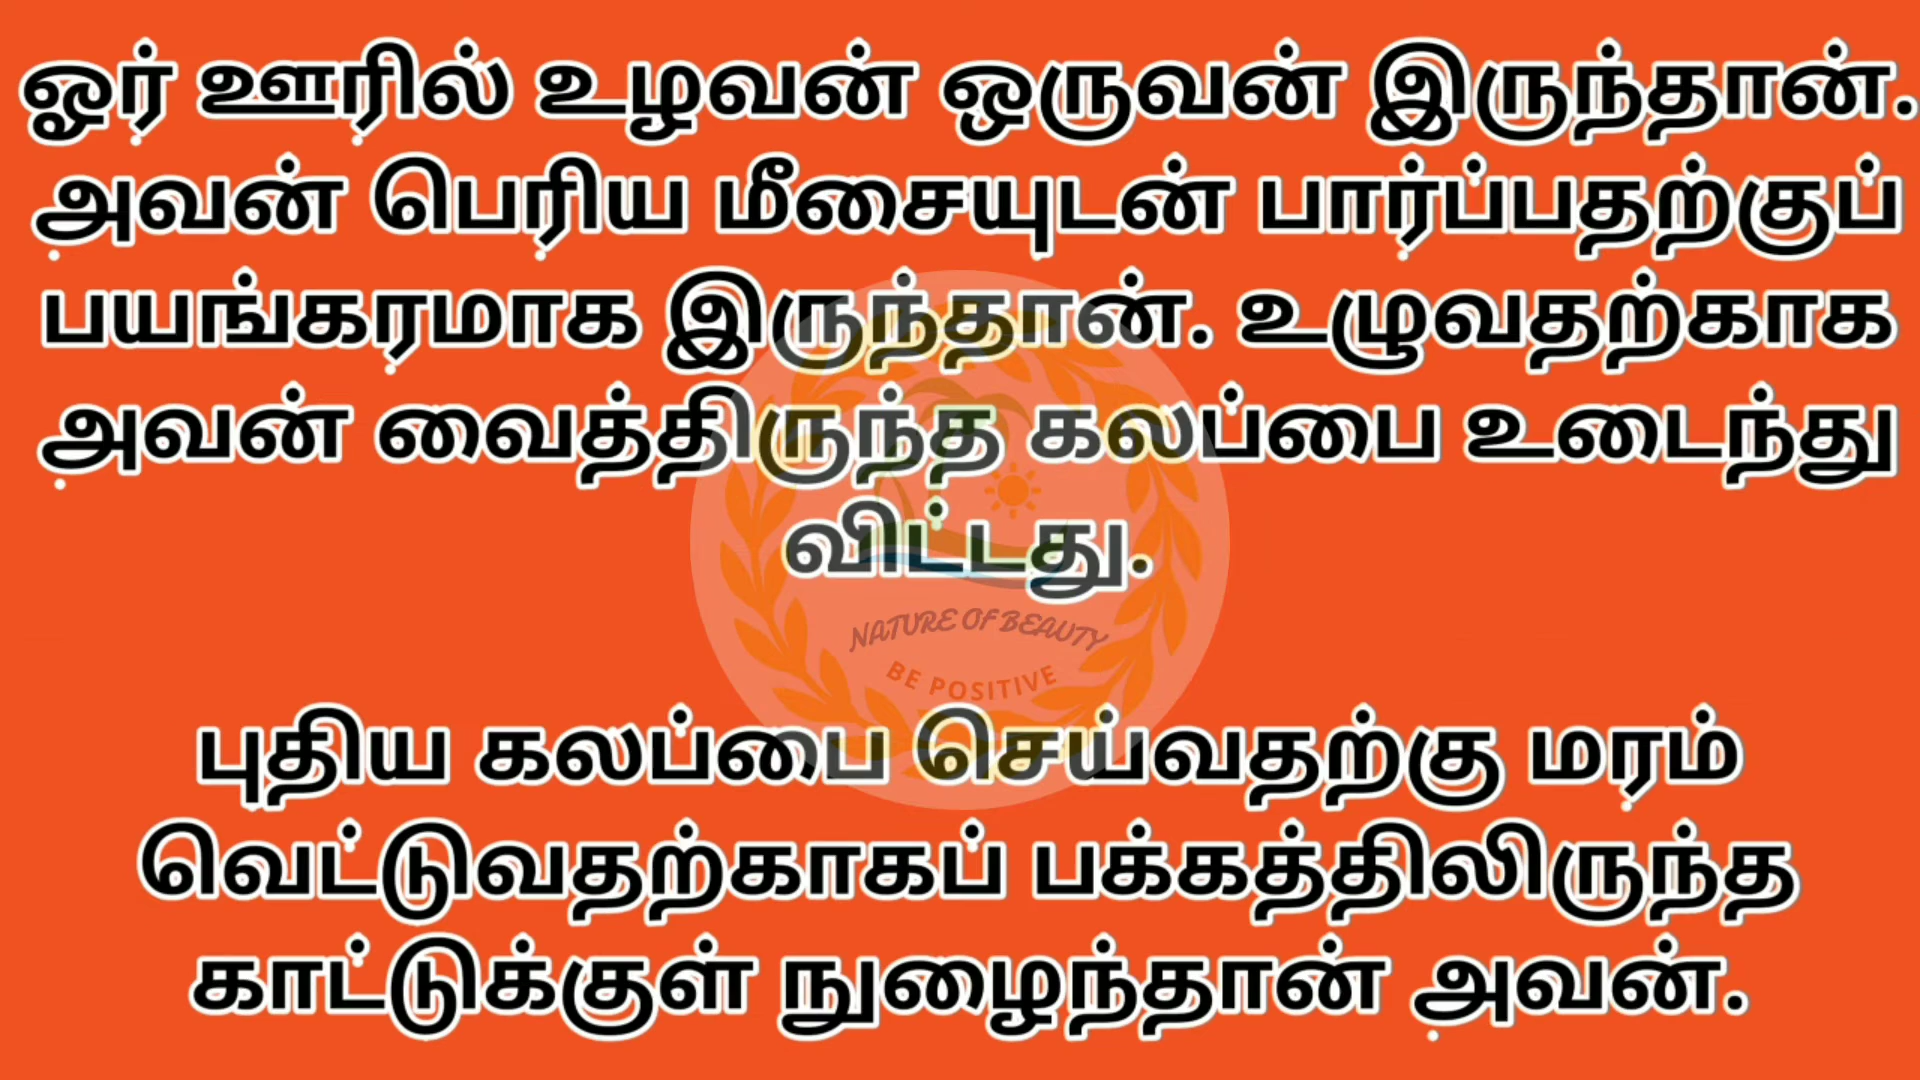 ஓர் ஊரில் உழவன் ஒருவன் இருந்தான்.
அவன் பெரிய மீசையுடன் பார்ப்பதற்குப்
பயங்கரமாக இருந்தான். உழுவதற்காக
அவன் வைத்திருந்த கலப்பை உடைந்து
விட்டது.
NATURE OF BEAUTY
BE POSITIVE
புதிய கலப்பை செய்வதற்கு மரம்
வெட்டுவதற்காகப் பக்கத்திலிருந்த
காட்டுக்குள் நுழைந்தான் அவன்.